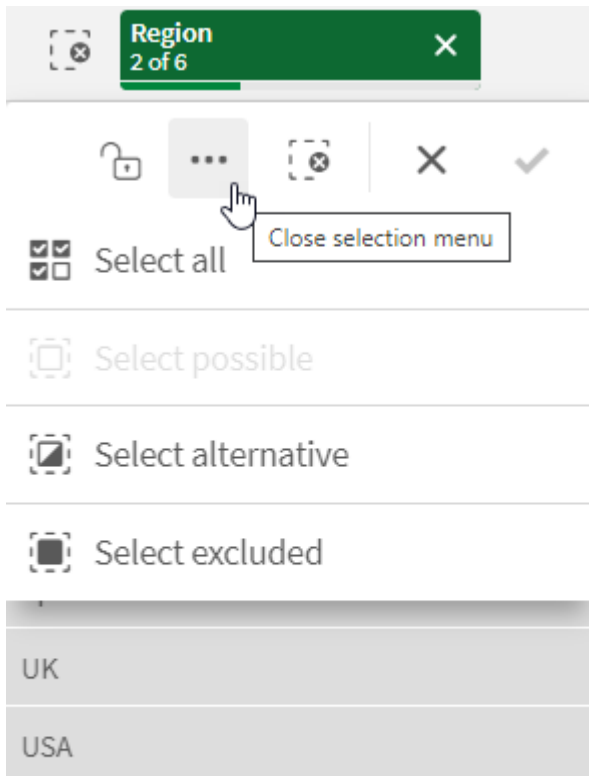 Region
2 of 6
Close selection menu
Select all
Select possible
Select alternative
Select excluded
UK
USA